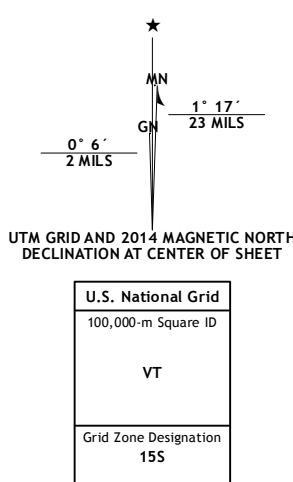 ★
MN
1° 17´
23 MILS
GN
0° 6´
2 MILS
UTM GRID AND 2014 MAGNETIC NORTH
DECLINATION AT CENTER OF SHEET
U.S. National Grid
100,000-m Square ID
VT
Grid Zone Designation
15S